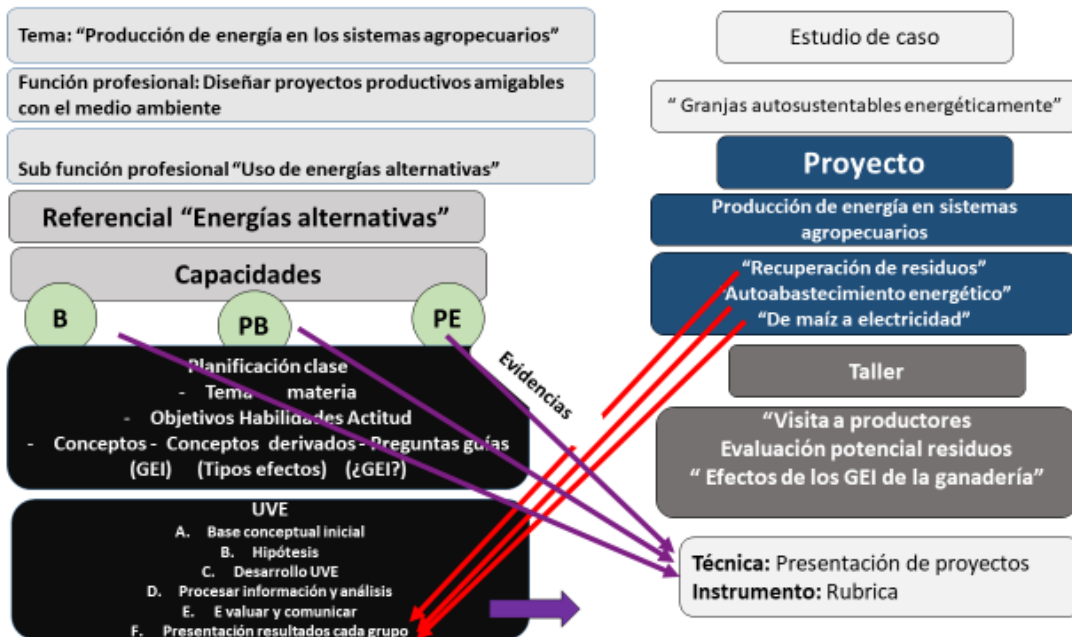 Tema: “Producción de energía en los sistemas agropecuarios”
Función profesional: Diseñar proyectos productivos amigables
con el medio ambiente
Sub función profesional “Uso de energías alternativas”
Referencial “Energías alternativas”
Capacidades
B
PB
PE
Planificación clase
- Tema materia
- Objetivos Habilidades Actitud
- Conceptos - Conceptos derivados - Preguntas guías
(GEI) (Tipos efectos) (¿GEI?)
UVE
A. Base conceptual inicial
B. Hipótesis
C. Desarrollo UVE
D. Procesar información y análisis
E. E valuar y comunicar
F. Presentación resultados cada grupo
Evidencias
Estudio de caso
“ Granjas autosustentables energéticamente”
Proyecto
Producción de energía en sistemas
agropecuarios
“Recuperación de residuos”
“Autoabastecimiento energético”
“De maíz a electricidad”
Taller
“Visita a productores
Evaluación potencial residuos
“ Efectos de los GEI de la ganadería”
Técnica: Presentación de proyectos
Instrumento: Rubrica